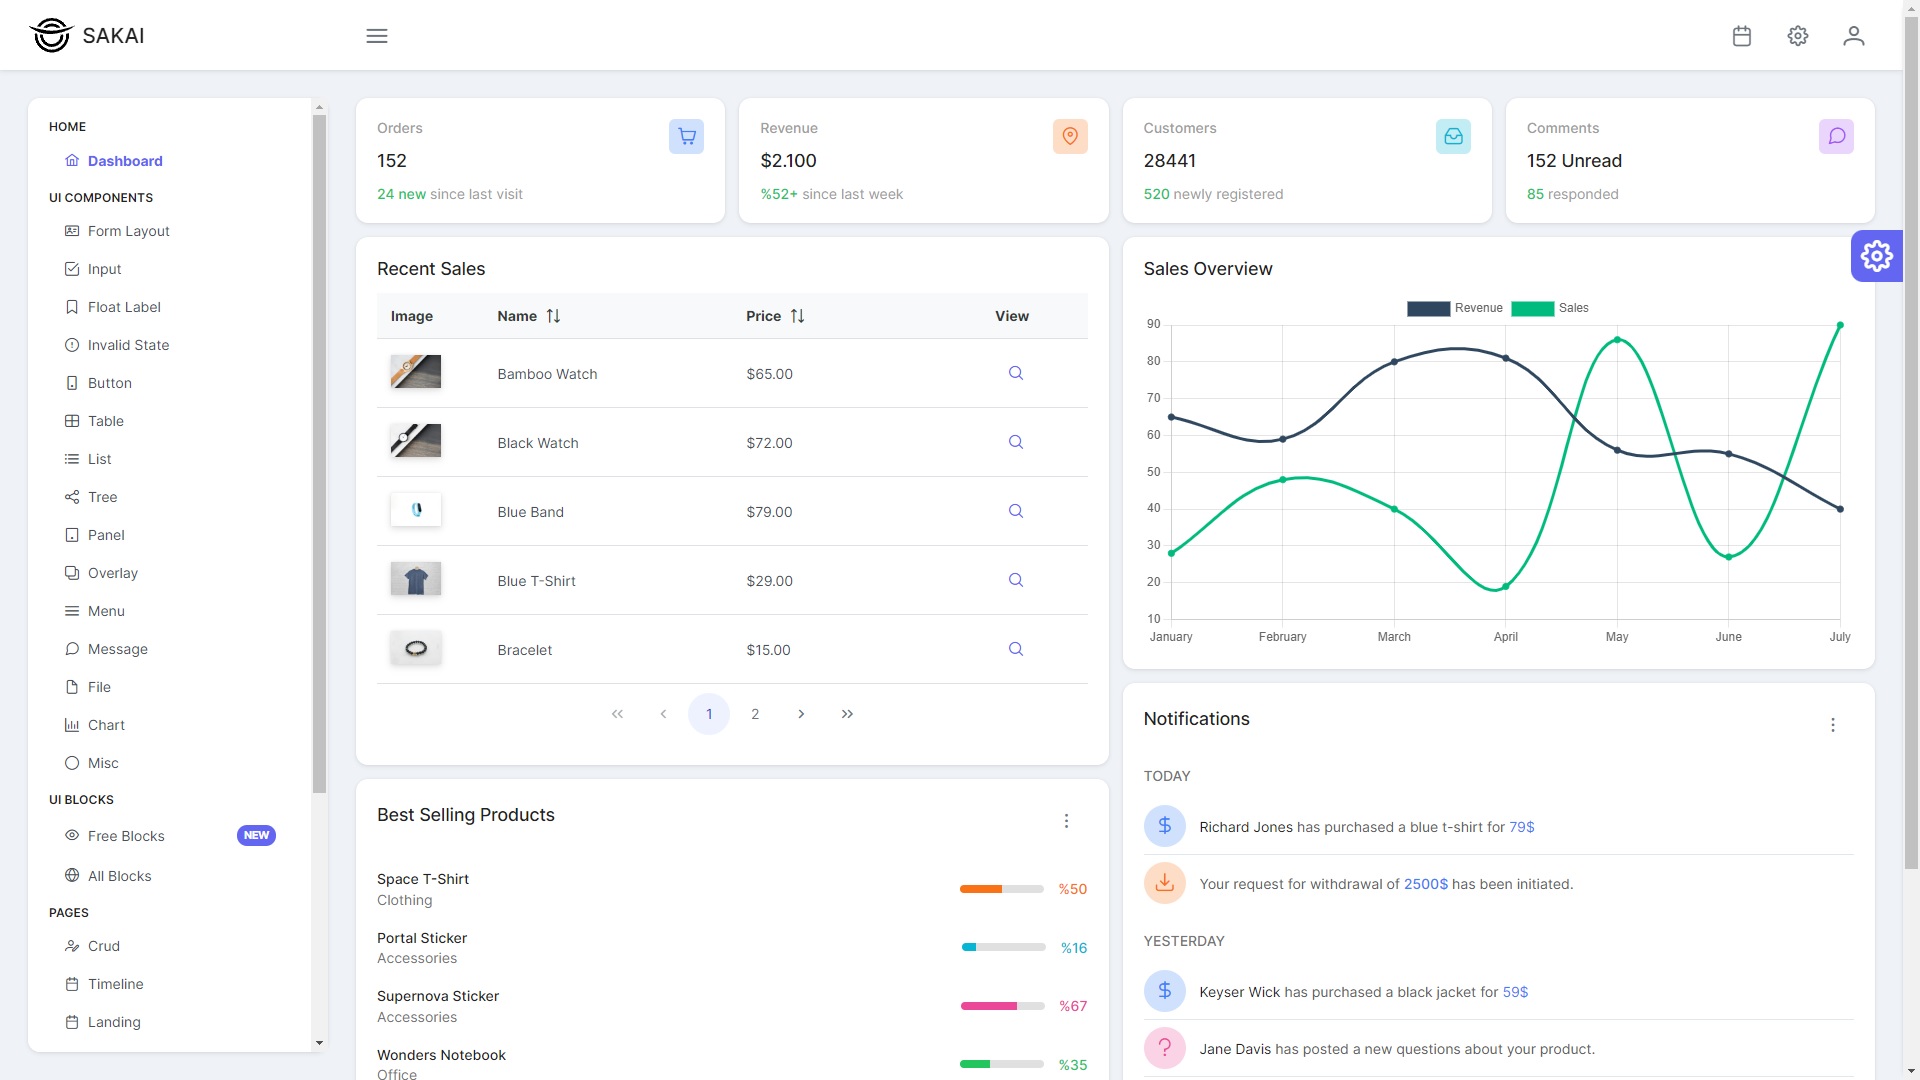 SAKAI
HOME
Dashboard
UI COMPONENTS
Form Layout
Input
Float Label
Invalid State
Button
Table
List
Tree
Panel
Overlay
Menu
Message
File
Chart
Misc
UI BLOCKS
Free Blocks NEW
All Blocks
PAGES
Crud
Timeline
Landing
Orders
152
24 new since last visit
Revenue
$2.100
%52+ since last week
Customers
28441
520 newly registered
Comments
152 Unread
85 responded
Recent Sales
Image Name Price View
Bamboo Watch $65.00
Black Watch $72.00
Blue Band $79.00
Blue T-Shirt $29.00
Bracelet $15.00
1 2
Best Selling Products
Space T-Shirt
Clothing
%50
Portal Sticker
Accessories
%16
Supernova Sticker
Accessories
%67
Wonders Notebook
Office
%35
Sales Overview
Revenue Sales
90
80
70
60
50
40
30
20
10
January February March April May June July
Notifications
TODAY
Richard Jones has purchased a blue t-shirt for 79$
Your request for withdrawal of 2500$ has been initiated.
YESTERDAY
Keyser Wick has purchased a black jacket for 59$
Jane Davis has posted a new questions about your product.